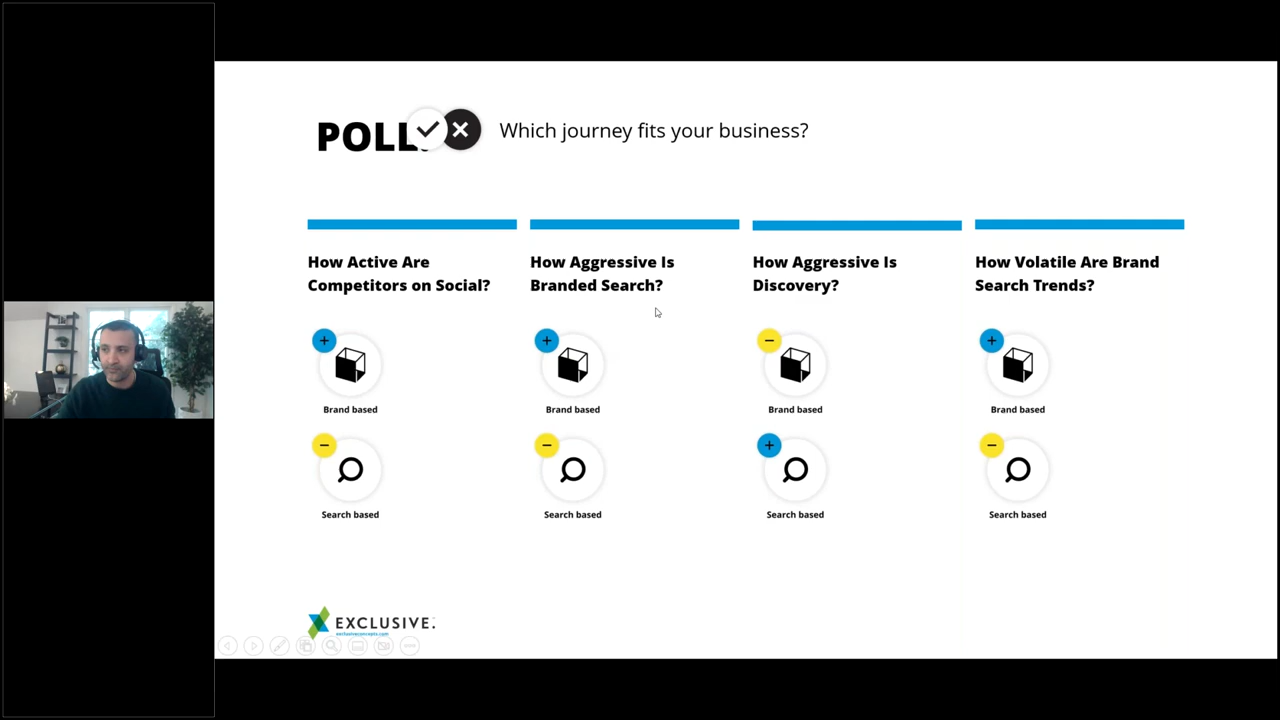 POLL.
Which journey fits your business?
How Active Are
Competitors on Social?
How Aggressive Is
Branded Search?
How Aggressive Is
Discovery?
How Volatile Are Brand
Search Trends?
Brand based
Brand based
Brand based
Brand based
Search based
Search based
Search based
Search based
EXCLUSIVE.
exclusiveconcepts.com